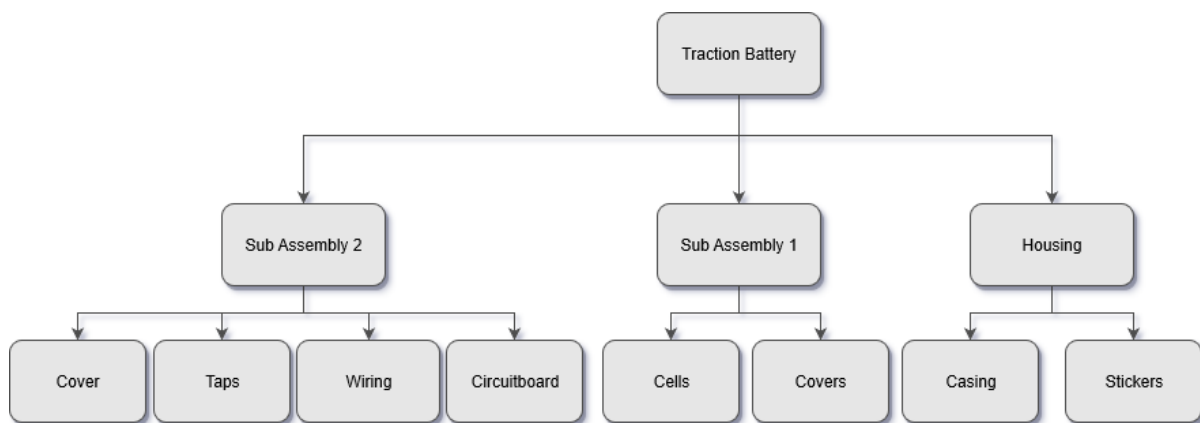 Traction Battery
Sub Assembly 2
Sub Assembly 1
Housing
Cover
Taps
Wiring
Circuitboard
Cells
Covers
Casing
Stickers